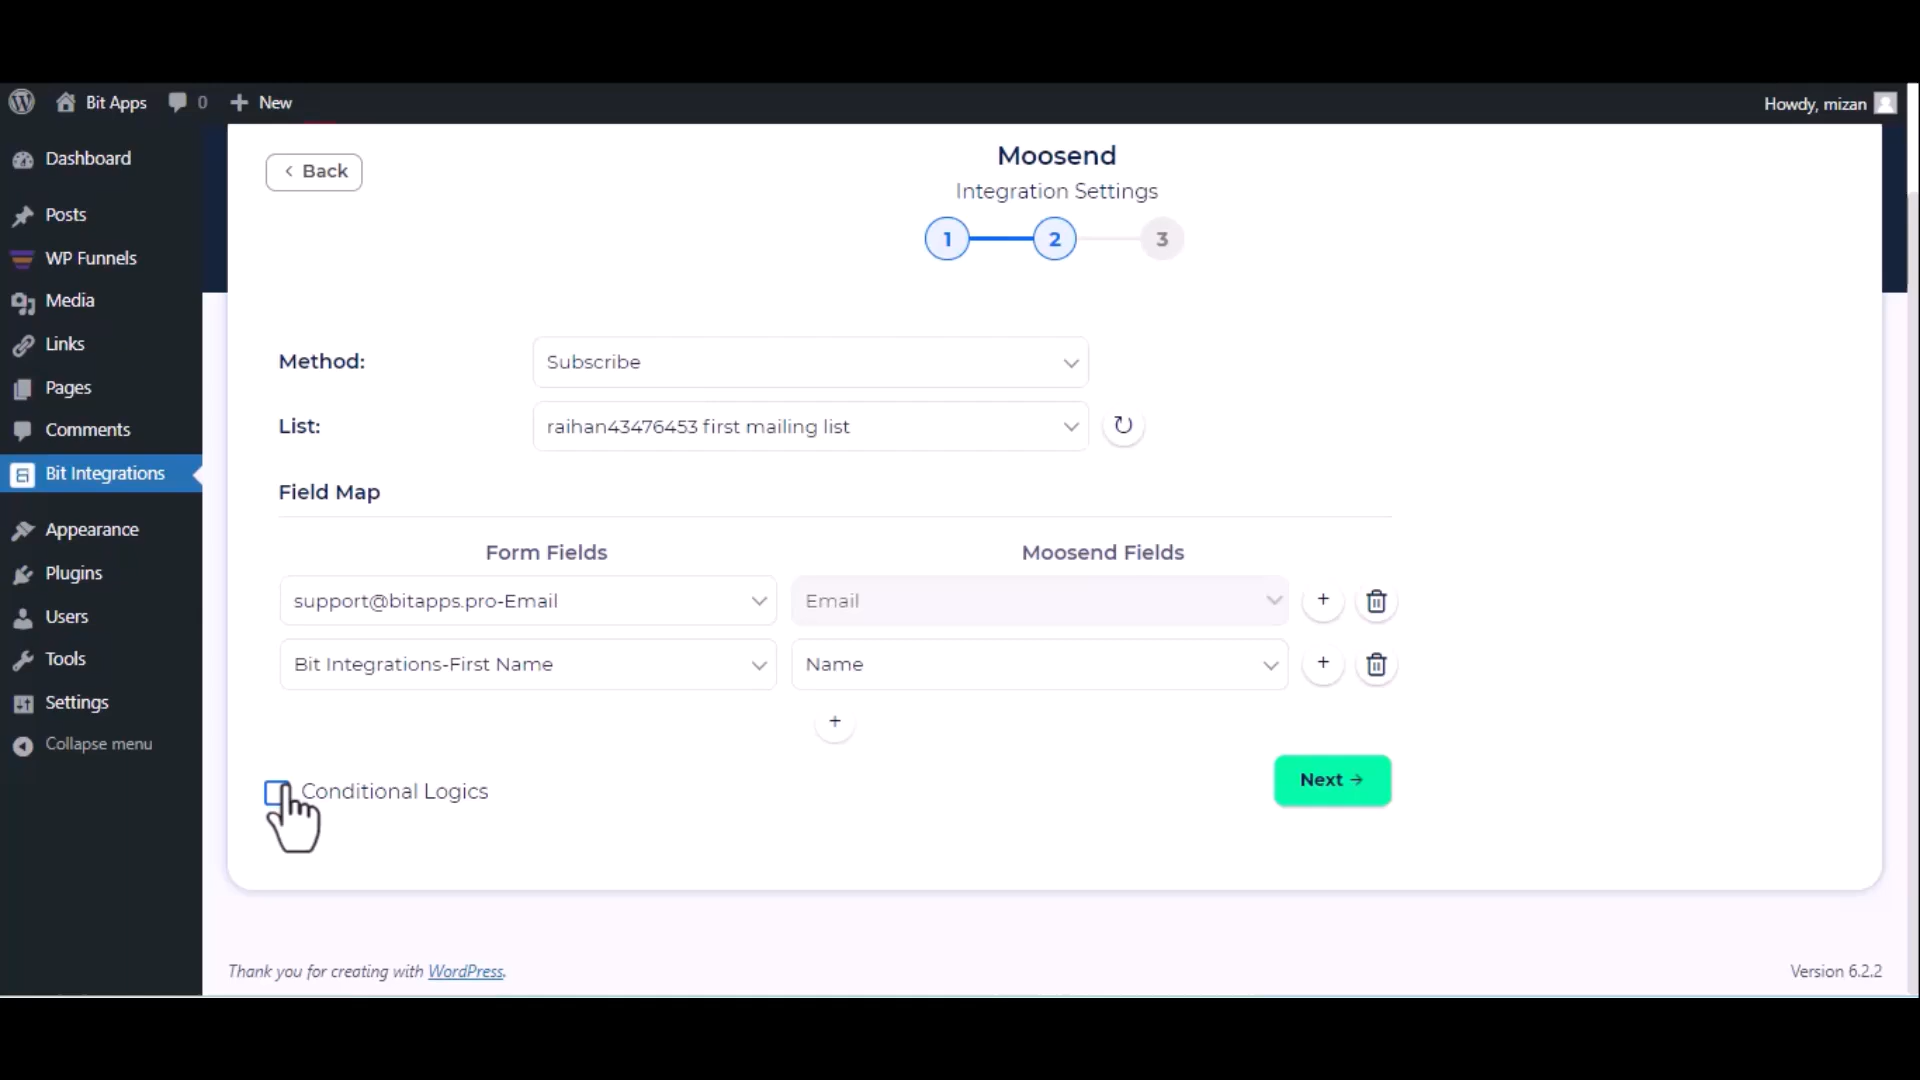 Bit Apps 0 New Howdy, mizan
Dashboard
Posts
WP Funnels
Media
Links
Pages
Comments
Bit Integrations
Appearance
Plugins
Users
Tools
Settings
Collapse menu
Back
Moosend
Integration Settings
1 2 3
Method: Subscribe
List: raihan43476453 first mailing list
Field Map
Form Fields Moosend Fields
support@bitapps.pro-Email Email
Bit Integrations-First Name Name
Conditional Logics
Next
Thank you for creating with WordPress. Version 6.2.2